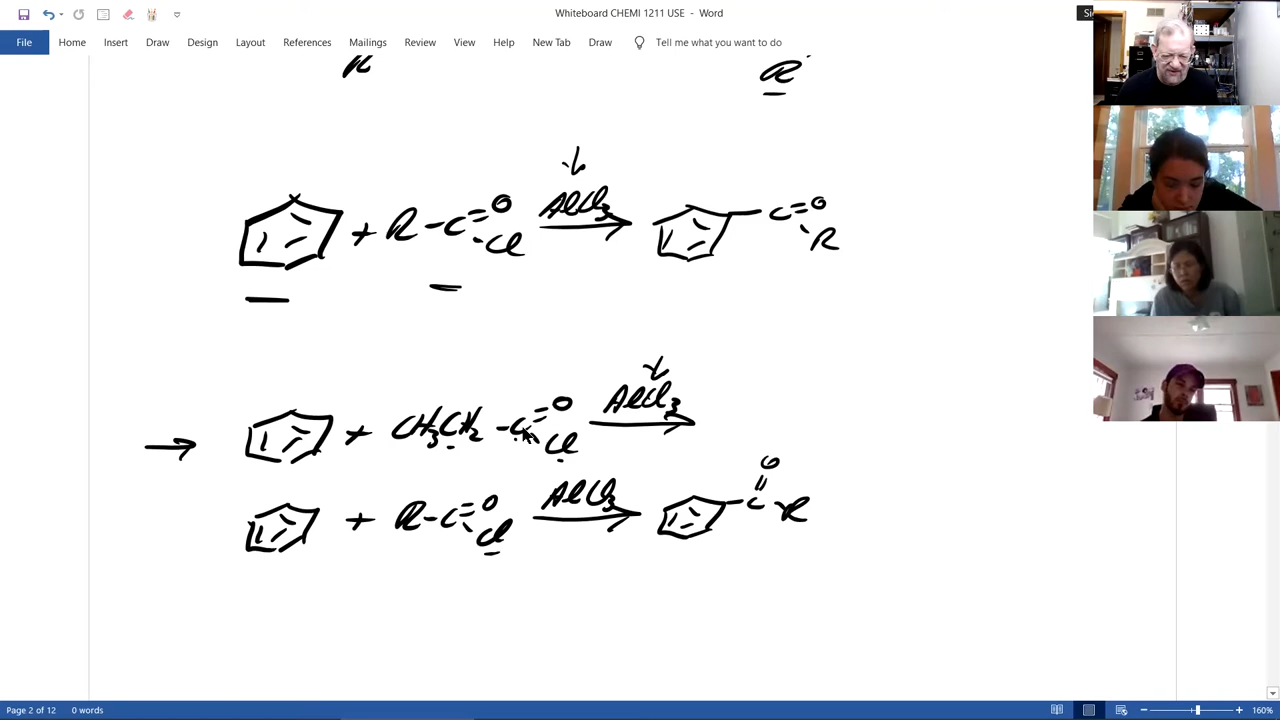 Whiteboard CHEMI 1211 USE - Word
Si
File Home Insert Draw Design Layout References Mailings Review View Help New Tab Draw Tell me what you want to do
R R
+ R-C=O Cl AlCl3 C=O R
+ CH3CH2-C=O Cl AlCl3
+ R-C=O Cl AlCl3 O C R
Page 2 of 12 0 words 160%